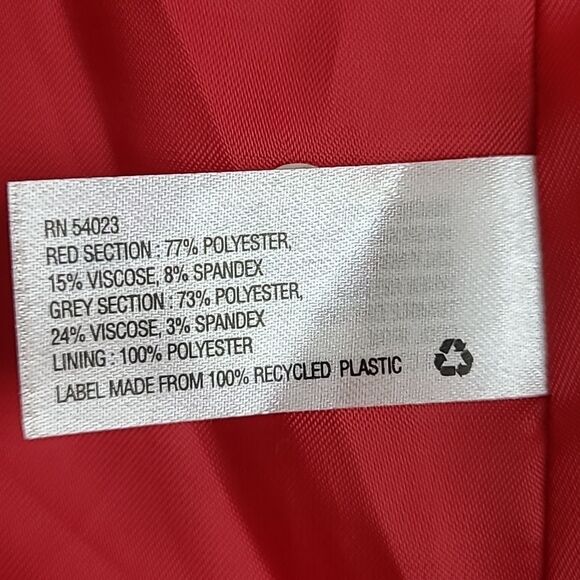 RN 54023
RED SECTION : 77% POLYESTER,
15% VISCOSE, 8% SPANDEX
GREY SECTION : 73% POLYESTER,
24% VISCOSE, 3% SPANDEX
LINING : 100% POLYESTER
LABEL MADE FROM 100% RECYCLED PLASTIC